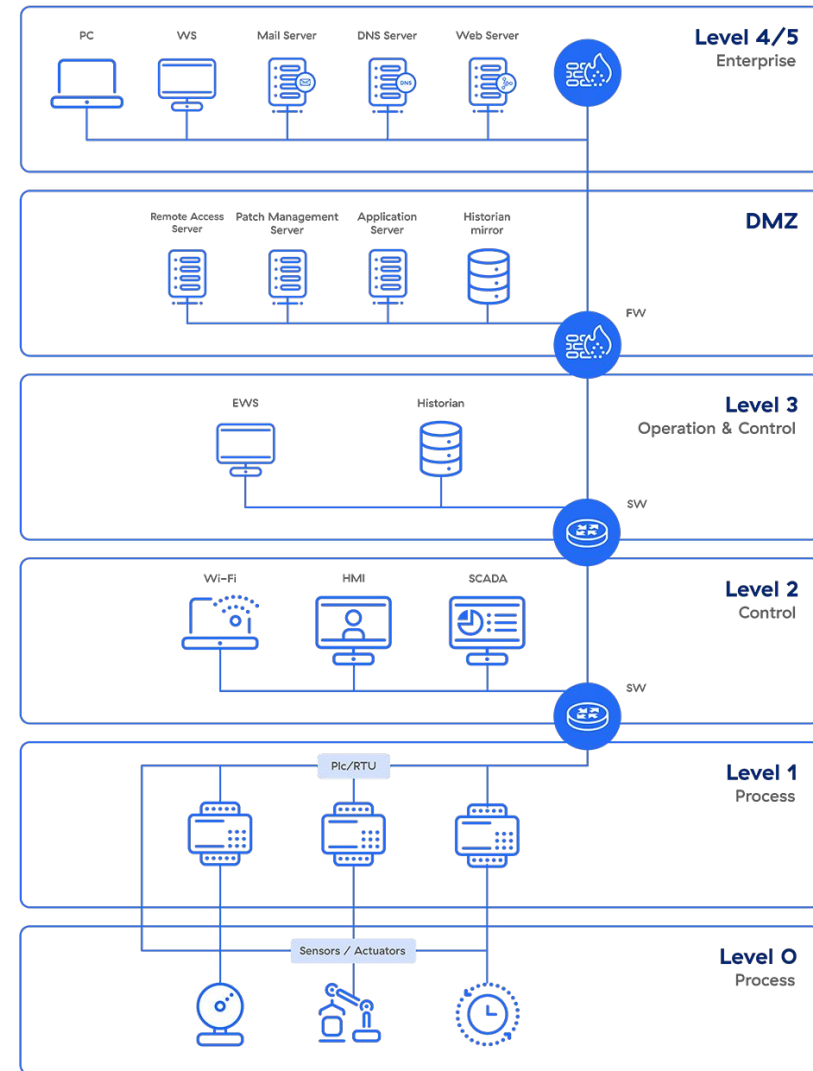 PC
WS
Mail Server
DNS Server
Web Server
Level 4/5
Enterprise
DNS
Remote Access
Server
Patch Management
Server
Application
Server
Historian
mirror
DMZ
FW
EWS
Historian
Level 3
Operation & Control
SW
Wi-Fi
HMI
SCADA
Level 2
Control
SW
Plc/RTU
Level 1
Process
Sensors / Actuators
Level 0
Process